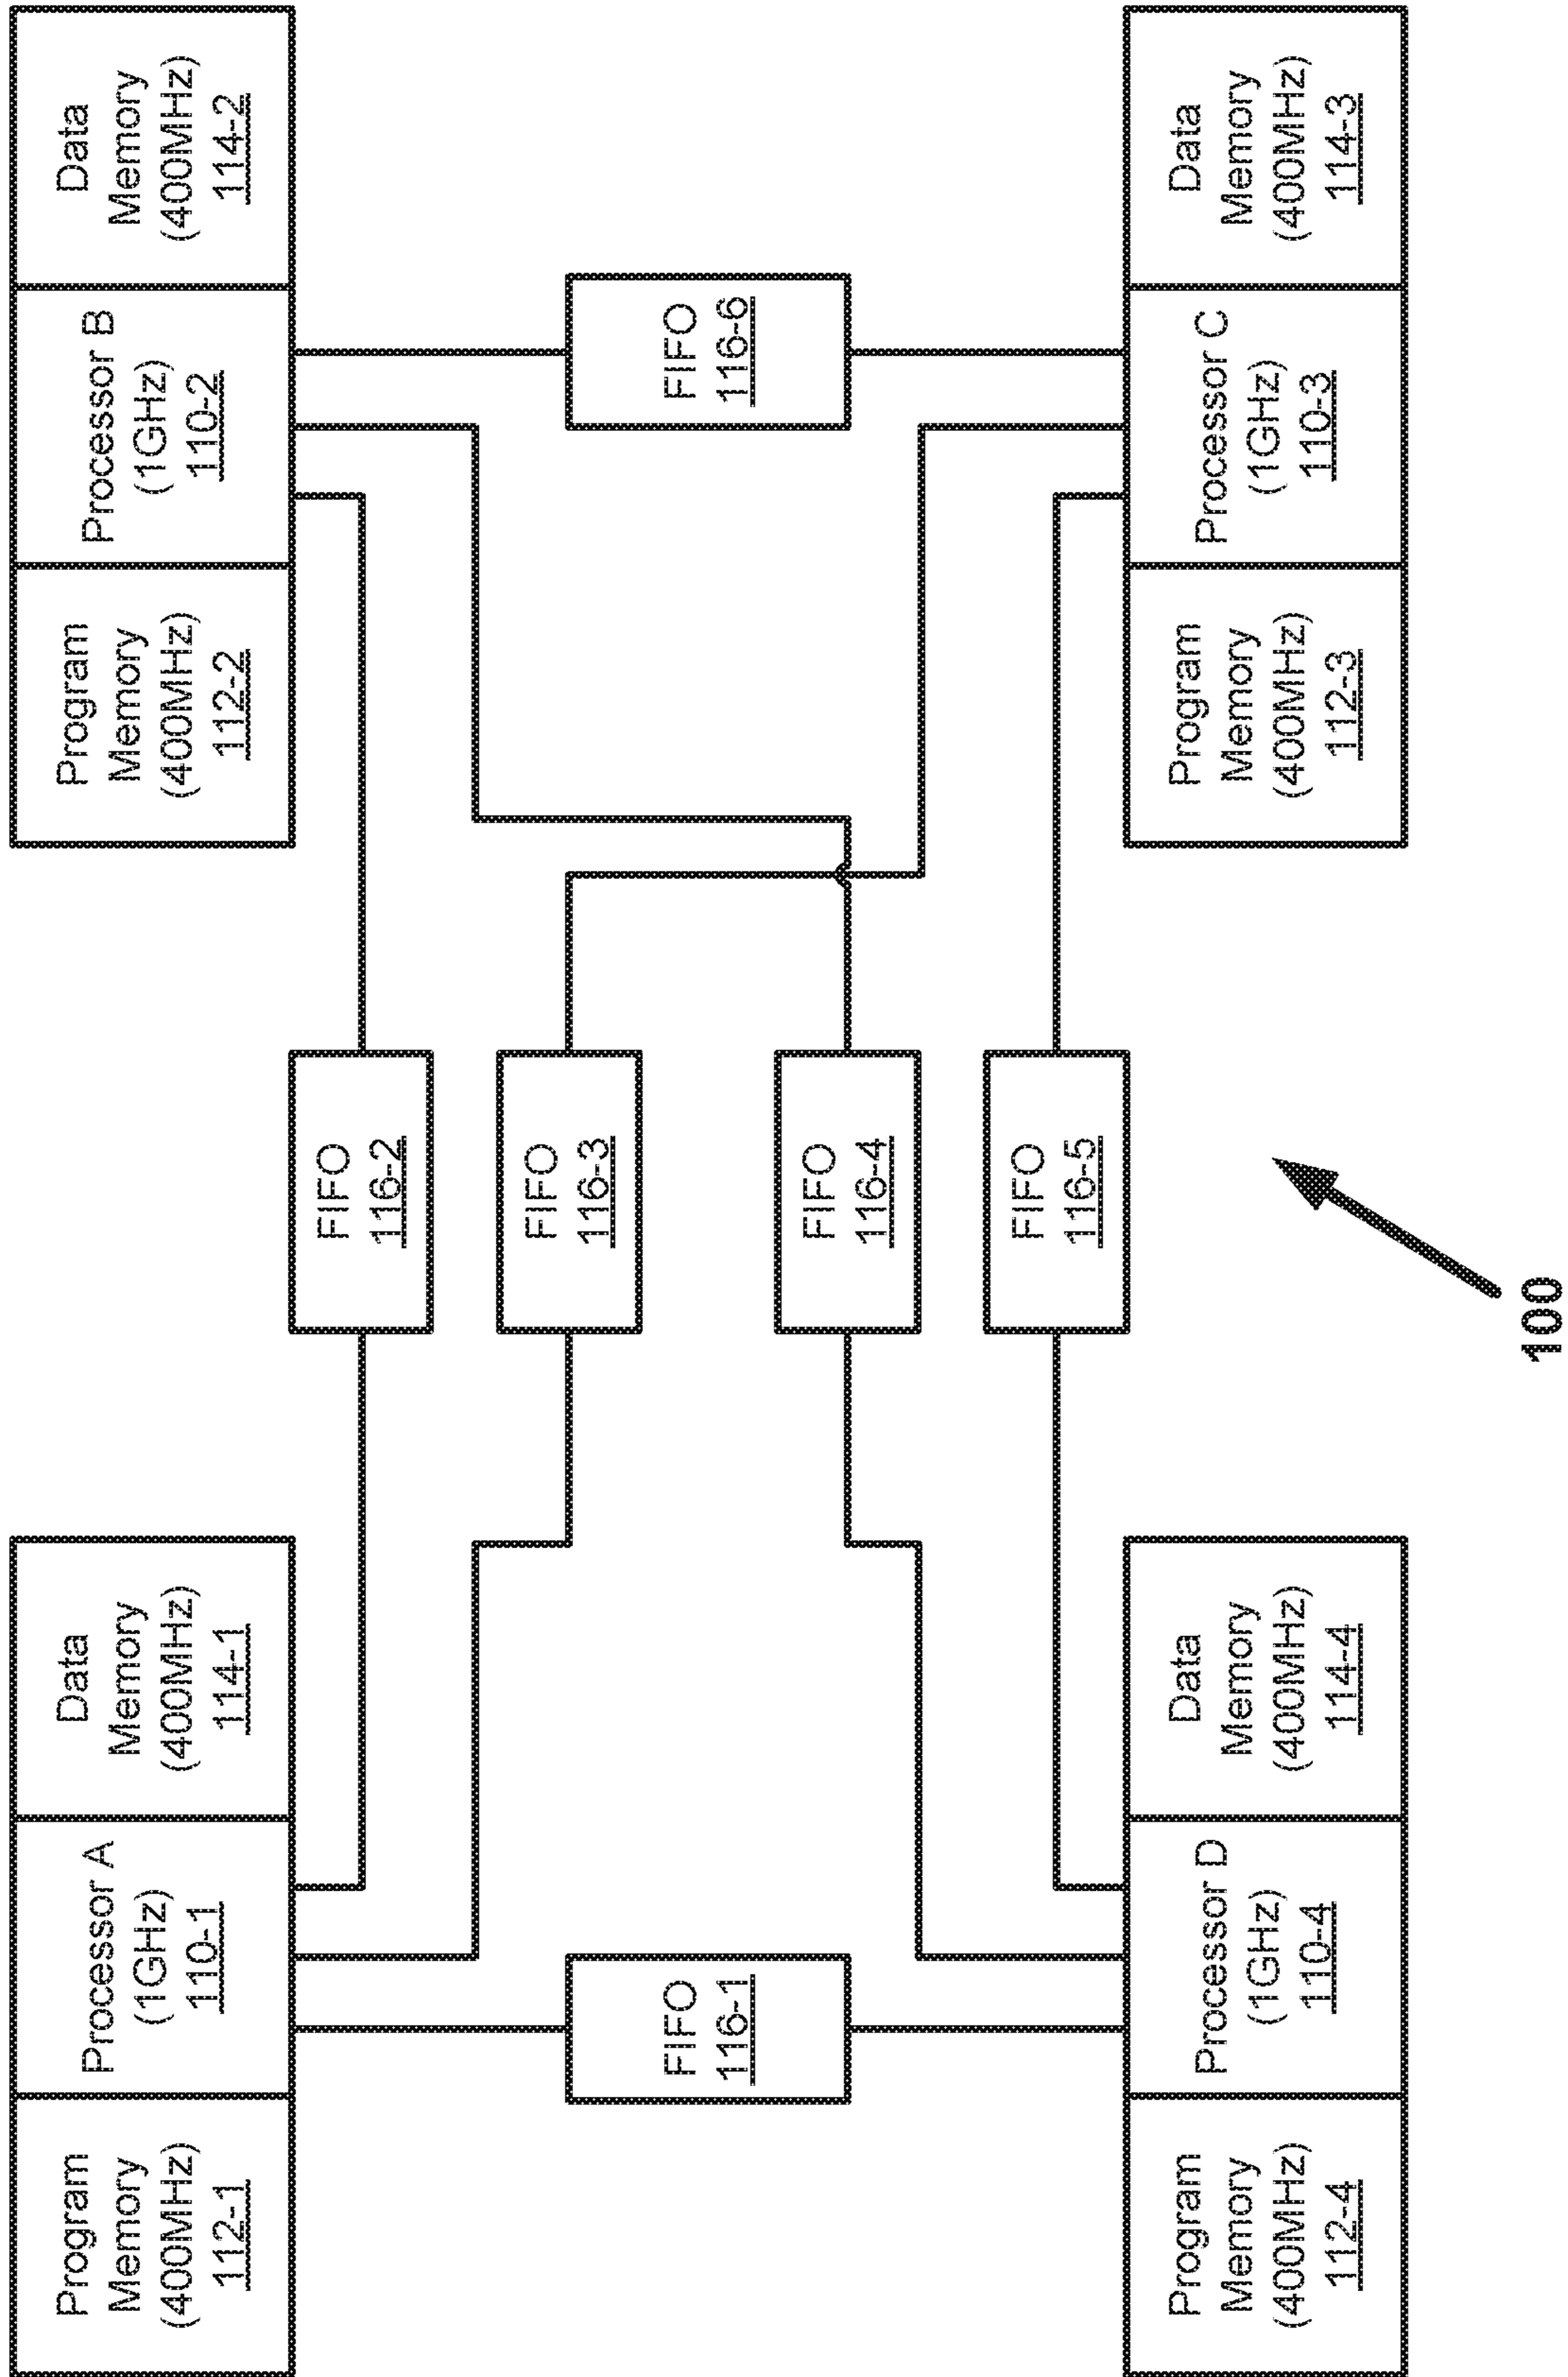 Program
Memory
(400MHz)
112-1
Processor A
(1GHz)
110-1
Data
Memory
(400MHz)
114-1
Program
Memory
(400MHz)
112-2
Processor B
(1GHz)
110-2
Data
Memory
(400MHz)
114-2
FIFO
116-2
FIFO
116-3
FIFO
116-1
FIFO
116-6
FIFO
116-4
FIFO
116-5
Program
Memory
(400MHz)
112-4
Processor D
(1GHz)
110-4
Data
Memory
(400MHz)
114-4
Program
Memory
(400MHz)
112-3
Processor C
(1GHz)
110-3
Data
Memory
(400MHz)
114-3
100